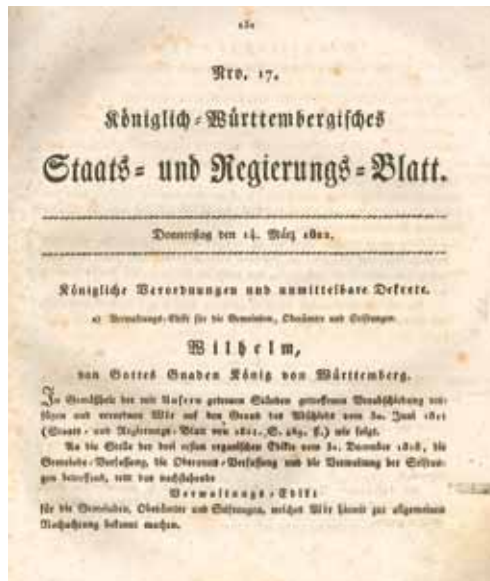 131
Nro. 17.
Königlich-Württembergisches
Staats- und Regierungs-Blatt.
Donnerstag den 14. März 1822.
Königliche Verordnungen und unmittelbare Dekrete.
a) Verwaltungs-Edikt für die Gemeinden, Oberämter und Stiftungen.
Wilhelm,
von Gottes Gnaden König von Württemberg.
In Gemäßheit der mit Unsern getreuen Ständen getroffenen Verabschiedung ver-
fügen und verordnen Wir auf den Grund des Abschieds vom 30. Juni 1821
(Staats- und Regierungs-Blatt von 1821. S. 469. ff.) wie folgt.
An die Stelle der drei ersten organischen Edikte vom 31. December 1818, die
Gemeinde-Verfassung, die Oberamts-Verfassung und die Verwaltung der Stiftun-
gen betreffend, tritt das nachstehende
Verwaltungs-Edikt
für die Gemeinden, Oberämter und Stiftungen, welches Wir hiemit zur allgemeinen
Nachachtung bekannt machen.